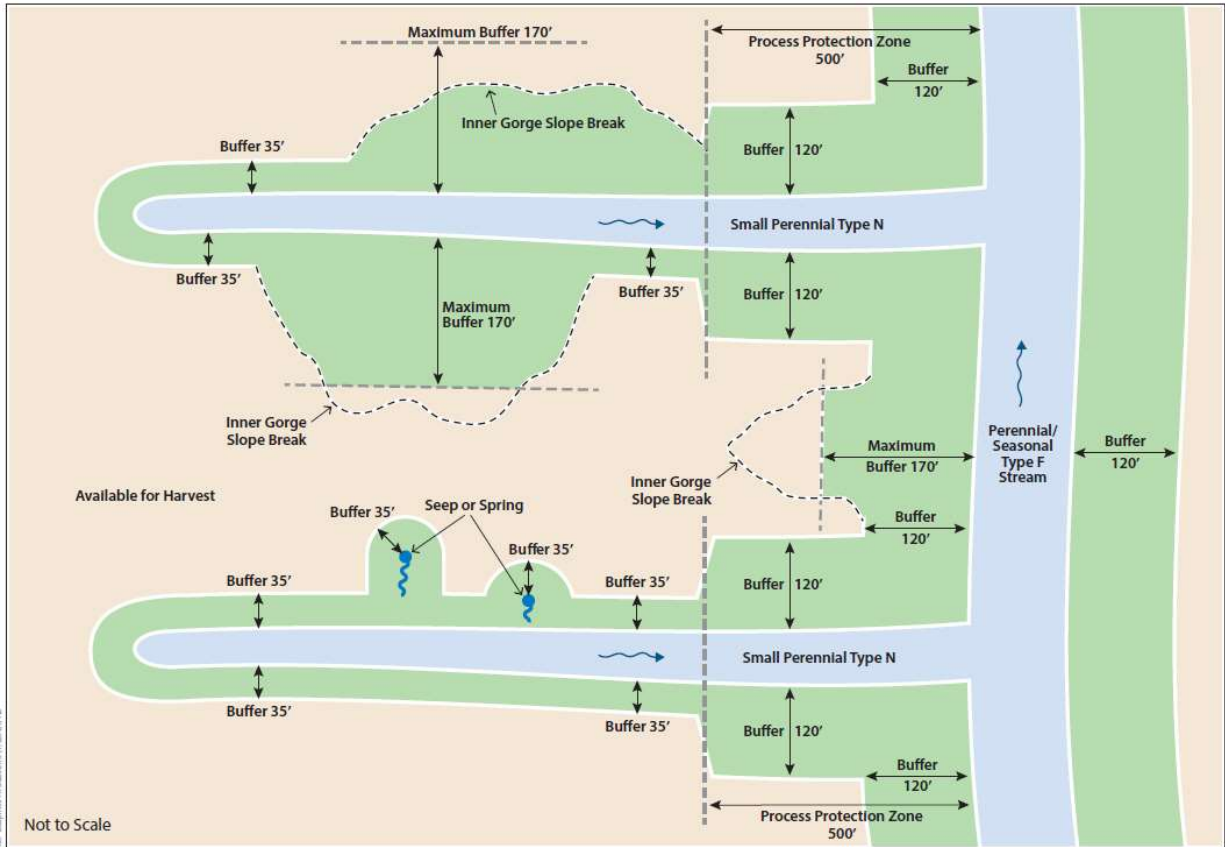 Maximum Buffer 170'
Process Protection Zone
500'
Buffer
120'
Inner Gorge Slope Break
Buffer 35'
Buffer 120'
Small Perennial Type N
Buffer 35'
Maximum
Buffer 170'
Buffer 35'
Buffer 120'
Inner Gorge
Slope Break
Perennial/
Seasonal
Type F
Stream
Buffer
120'
Maximum
Buffer 170'
Inner Gorge
Slope Break
Available for Harvest
Seep or Spring
Buffer 35'
Buffer
120'
Buffer 35'
Buffer 35'
Buffer 35'
Buffer 120'
Small Perennial Type N
Buffer 35'
Buffer 35'
Buffer 120'
Buffer
120'
Process Protection Zone
500'
Not to Scale